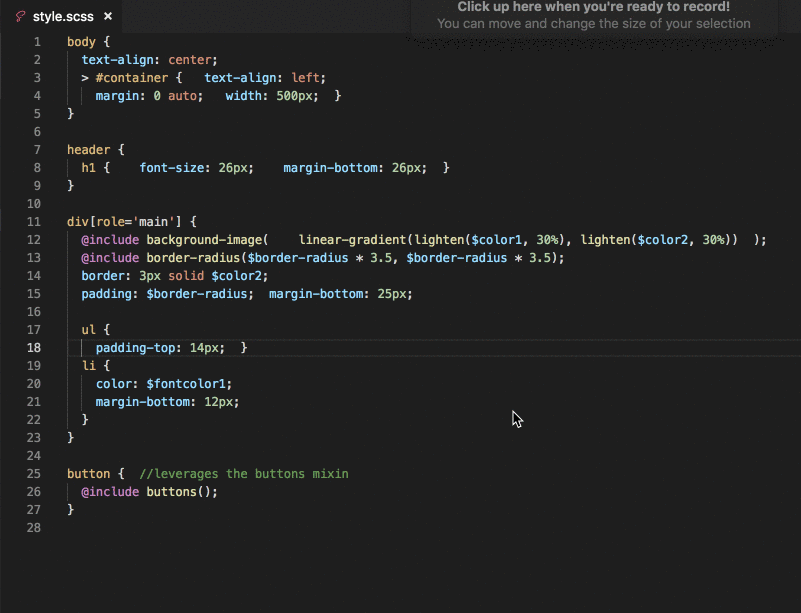 style.scss ×
Click up here when you're ready to record!
You can move and change the size of your selection
1 body {
2   text-align: center;
3   > #container {   text-align: left;
4     margin: 0 auto;   width: 500px;  }
5 }
6
7 header {
8   h1 {    font-size: 26px;    margin-bottom: 26px;  }
9 }
10
11 div[role='main'] {
12   @include background-image(    linear-gradient(lighten($color1, 30%), lighten($color2, 30%))  );
13   @include border-radius($border-radius * 3.5, $border-radius * 3.5);
14   border: 3px solid $color2;
15   padding: $border-radius;  margin-bottom: 25px;
16
17   ul {
18     padding-top: 14px;  }
19   li {
20     color: $fontcolor1;
21     margin-bottom: 12px;
22   }
23 }
24
25 button {  //leverages the buttons mixin
26   @include buttons();
27 }
28